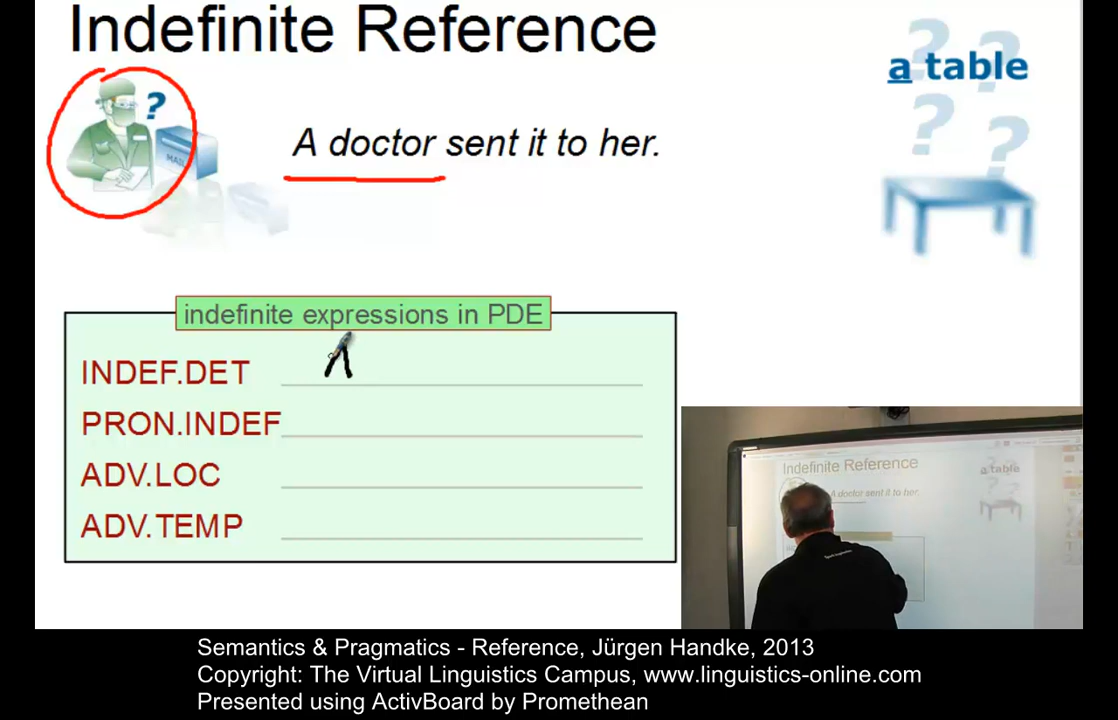 Indefinite Reference
?
a table
A doctor sent it to her.
MAIL
indefinite expressions in PDE
INDEF.DET
PRON.INDEF
ADV.LOC
ADV.TEMP
Indefinite Reference
a table
A doctor sent it to her.
Semantics & Pragmatics - Reference, Jürgen Handke, 2013
Copyright: The Virtual Linguistics Campus, www.linguistics-online.com
Presented using ActivBoard by Promethean